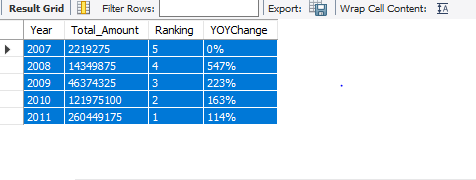 Result Grid Filter Rows: Export: Wrap Cell Content:
Year Total_Amount Ranking YOYChange
2007 2219275 5 0%
2008 14349875 4 547%
2009 46374325 3 223%
2010 121975100 2 163%
2011 260449175 1 114%